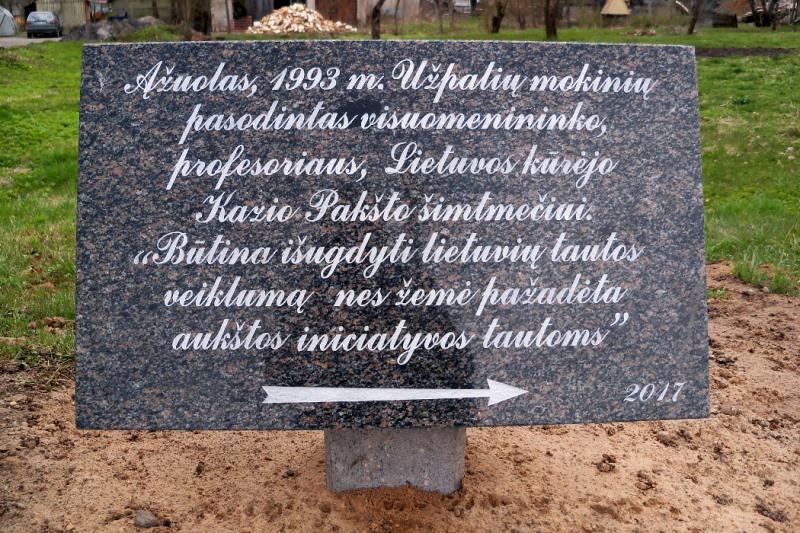 Ąžuolas, 1993 m. Užpalių mokinių
pasodintas visuomenininko,
profesoriaus, Lietuvos kūrėjo
Kazio Pakšto šimtmečiui.
„Būtina išugdyti lietuvių tautos
veiklumą nes žemė pažadėta
aukštos iniciatyvos tautoms”
2017